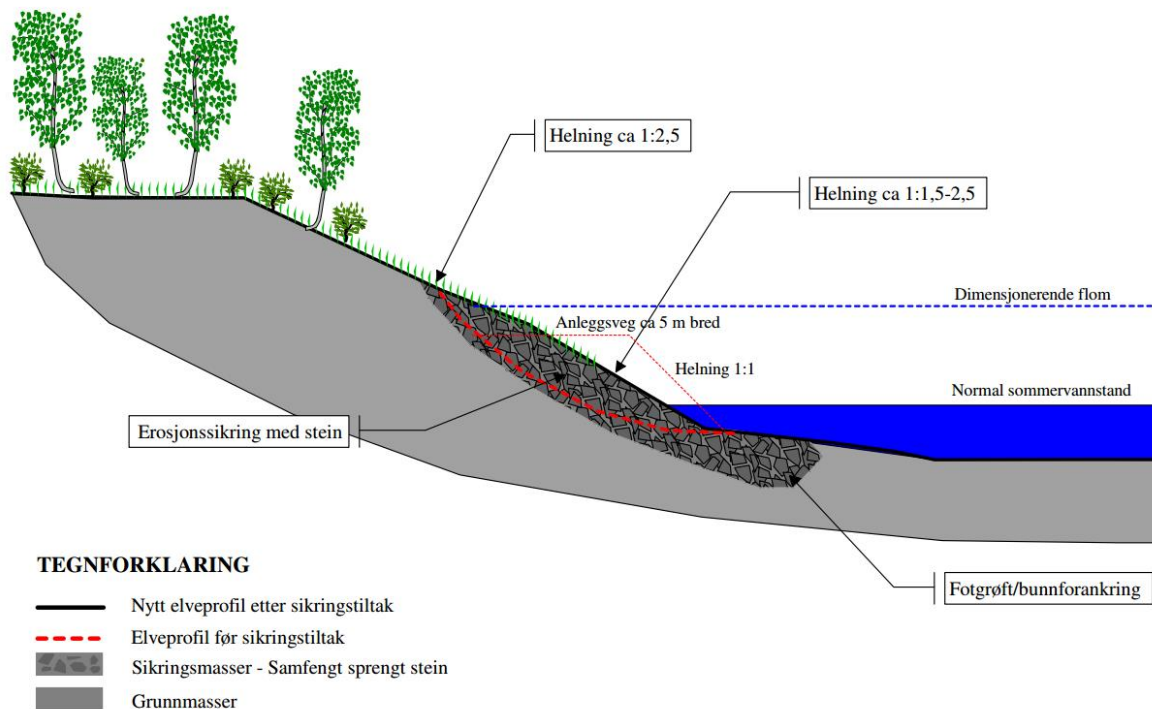 Helning ca 1:2,5
Helning ca 1:1,5-2,5
Dimensjonerende flom
Anleggsveg ca 5 m bred
Helning 1:1
Normal sommervannstand
Erosjonssikring med stein
Fotgrøft/bunnforankring
TEGNFORKLARING
Nytt elveprofil etter sikringstiltak
Elveprofil før sikringstiltak
Sikringsmasser - Samfengt sprengt stein
Grunnmasser